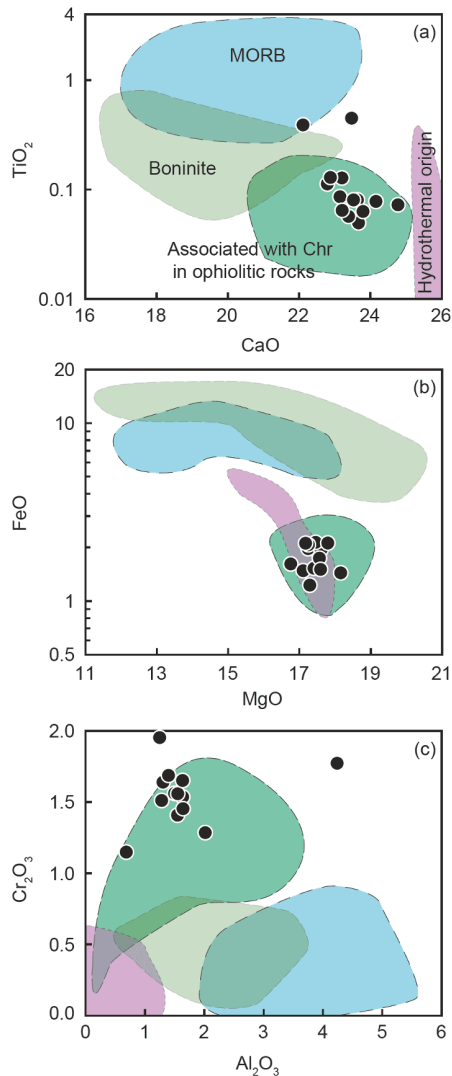 4
(a)
MORB
1
TiO₂
Boninite
0.1
Hydrothermal origin
Associated with Chr
in ophiolitic rocks
0.01
16 18 20 22 24 26
CaO
20
(b)
10
FeO
1
0.5
11 13 15 17 19 21
MgO
2.0
(c)
1.5
Cr₂O₃
1.0
0.5
0.0
0 1 2 3 4 5 6
Al₂O₃